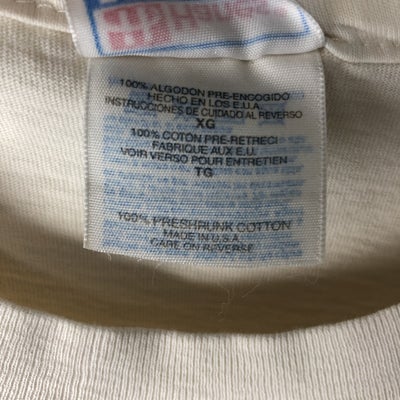 Hanes
100% ALGODON PRE-ENCOGIDO
HECHO EN LOS E.U.A.
INSTRUCCIONES DE CUIDADO AL REVERSO
XG
100% COTON PRE-RETRECI
FABRIQUE AUX E.U.
VOIR VERSO POUR ENTRETIEN
TG
100% PRESHRUNK COTTON
MADE IN U.S.A.
CARE ON REVERSE